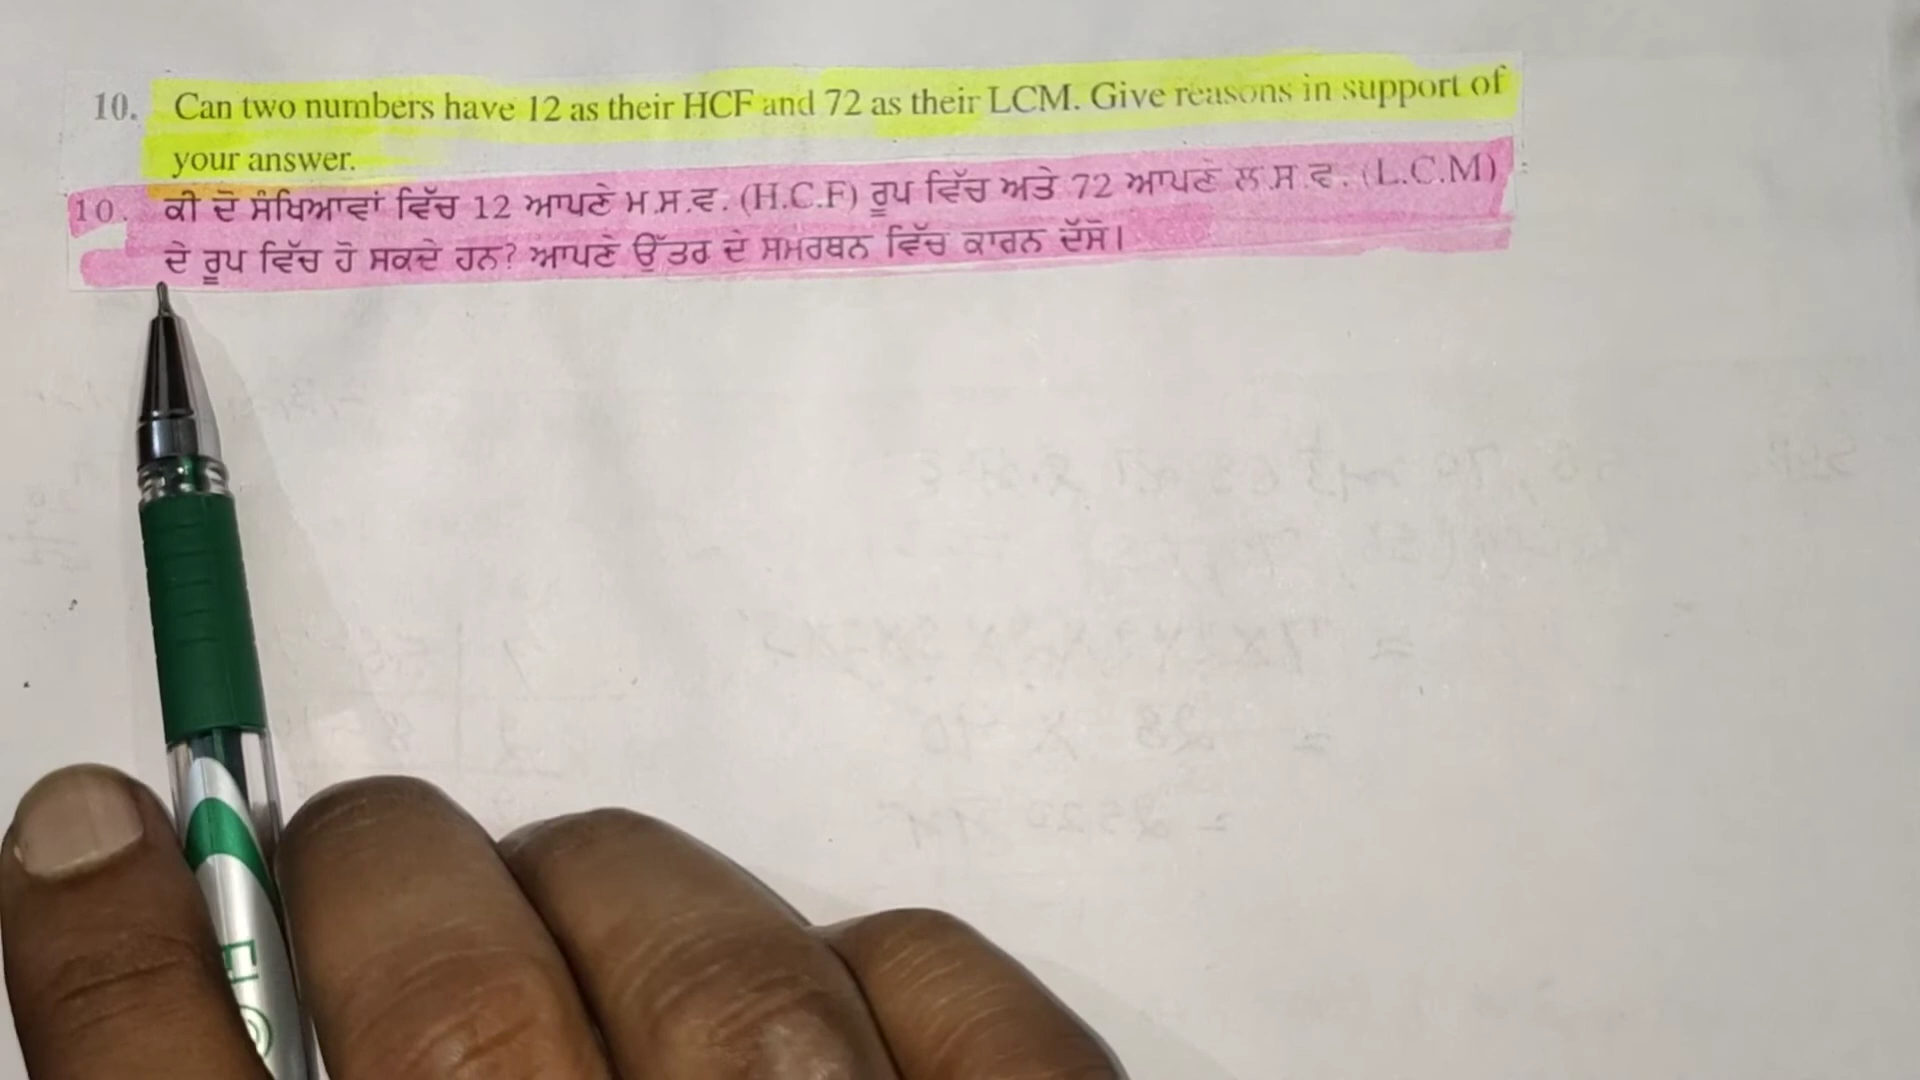 10. Can two numbers have 12 as their HCF and 72 as their LCM. Give reasons in support of
your answer.
10. ਕੀ ਦੋ ਸੰਖਿਆਵਾਂ ਵਿੱਚ 12 ਆਪਣੇ ਮ.ਸ.ਵ. (H.C.F) ਰੂਪ ਵਿੱਚ ਅਤੇ 72 ਆਪਣੇ ਲ.ਸ.ਵ. (L.C.M)
ਦੇ ਰੂਪ ਵਿੱਚ ਹੋ ਸਕਦੇ ਹਨ? ਆਪਣੇ ਉੱਤਰ ਦੇ ਸਮਰਥਨ ਵਿੱਚ ਕਾਰਨ ਦੱਸੋ।